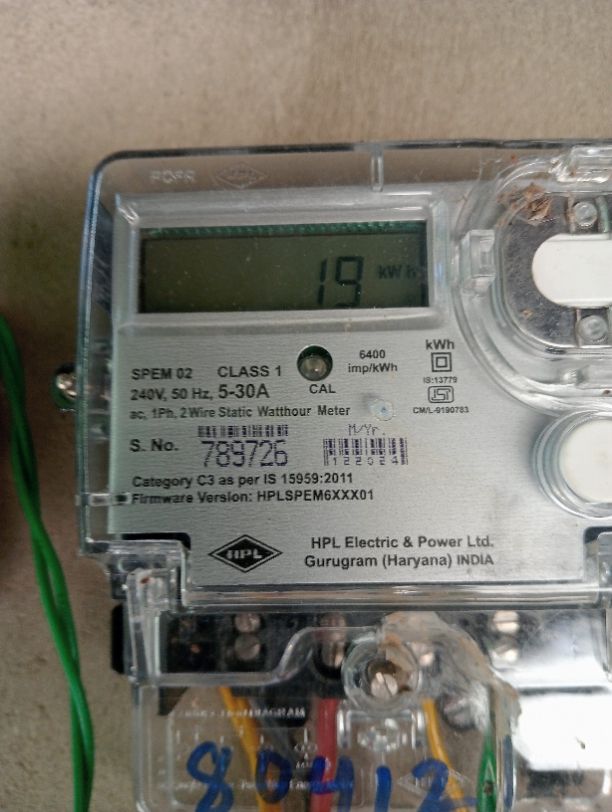 19 kWh
SPEM 02 CLASS 1
240V, 50 Hz, 5-30A
CAL
6400
imp/kWh
kWh
IS:13779
CM/L-9190783
ac, 1Ph, 2 Wire Static Watthour Meter
S. No. 789726
M/Yr.
122024
Category C3 as per IS 15959:2011
Firmware Version: HPLSPEM6XXX01
HPL
HPL Electric & Power Ltd.
Gurugram (Haryana) INDIA